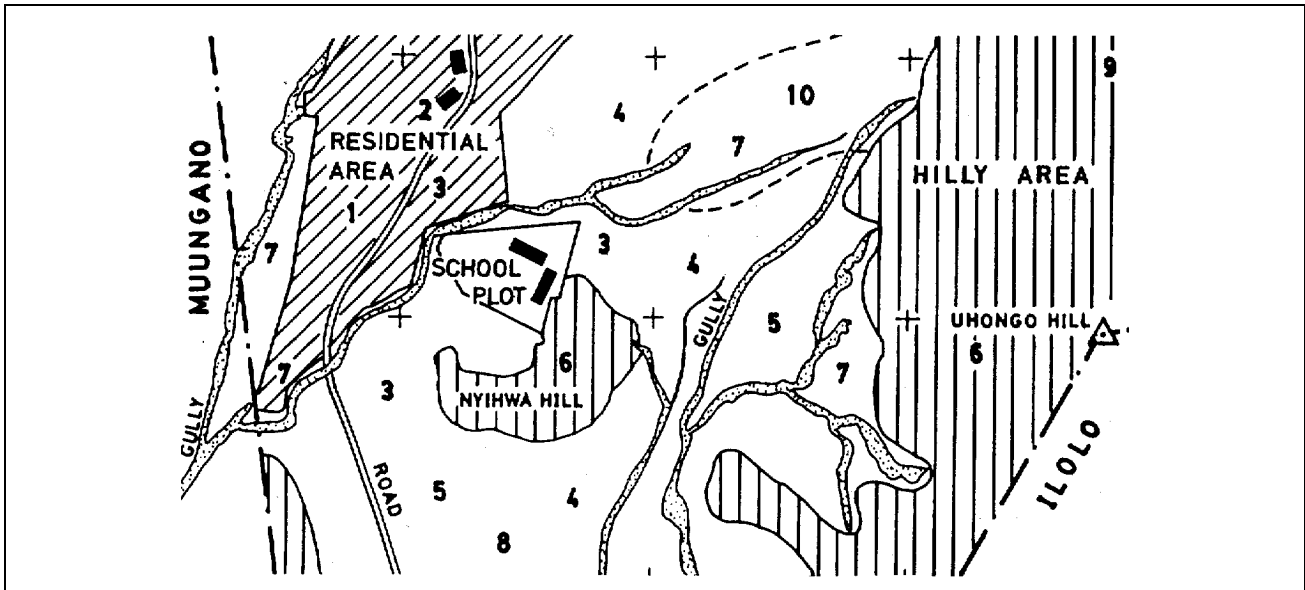 9
10
4
2
7
RESIDENTIAL
AREA
HILLY AREA
MUUNGANO
3
1
7
3
4
SCHOOL
PLOT
GULLY
5
UHONGO HILL
6
6
7
7
3
NYIHWA HILL
GULLY
ROAD
ILOLO
5
4
8